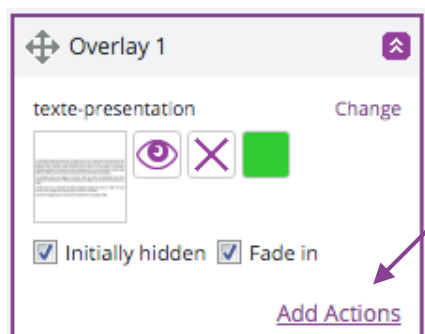 Overlay 1
texte-presentation Change
Initially hidden Fade in
Add Actions